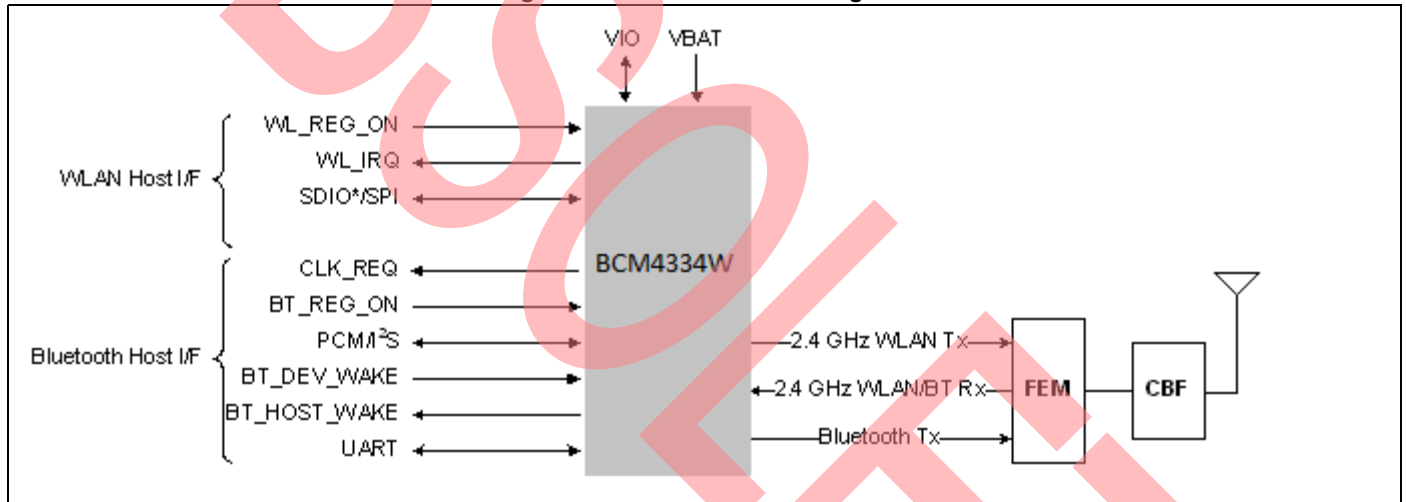 VIO VBAT
WLAN Host I/F
WL_REG_ON
WL_IRQ
SDIO*/SPI
Bluetooth Host I/F
CLK_REQ
BT_REG_ON
PCM/I²S
BT_DEV_WAKE
BT_HOST_WAKE
UART
BCM4334W
2.4 GHz WLAN Tx
2.4 GHz WLAN/BT Rx
Bluetooth Tx
FEM
CBF